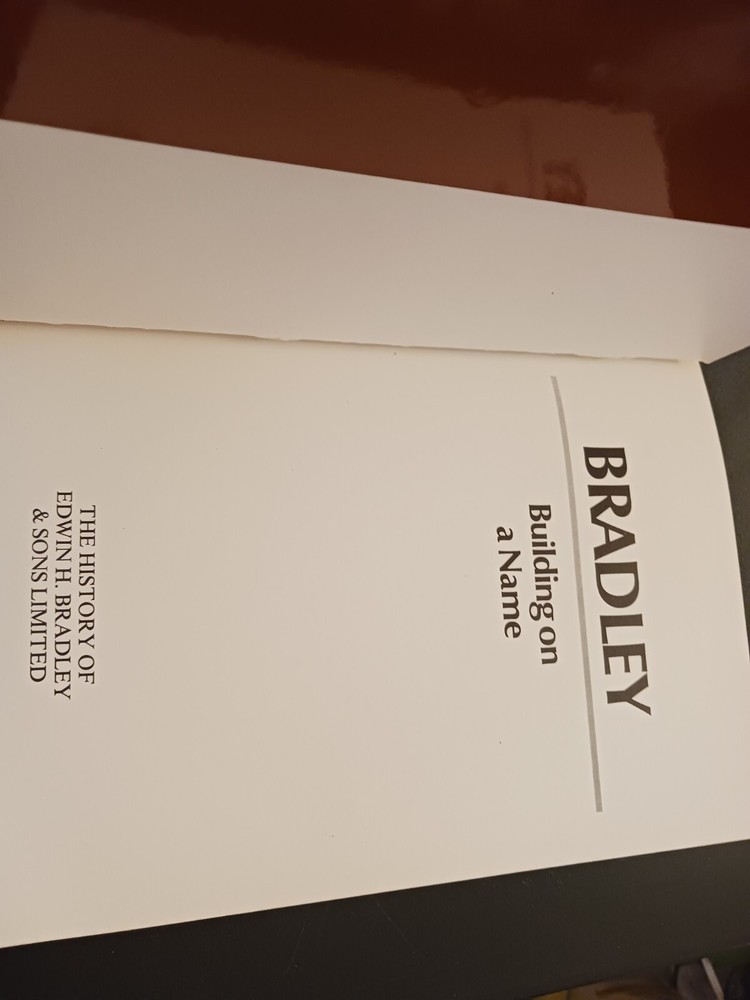 BRADLEY
Building on
a Name
THE HISTORY OF
EDWIN H. BRADLEY
& SONS LIMITED